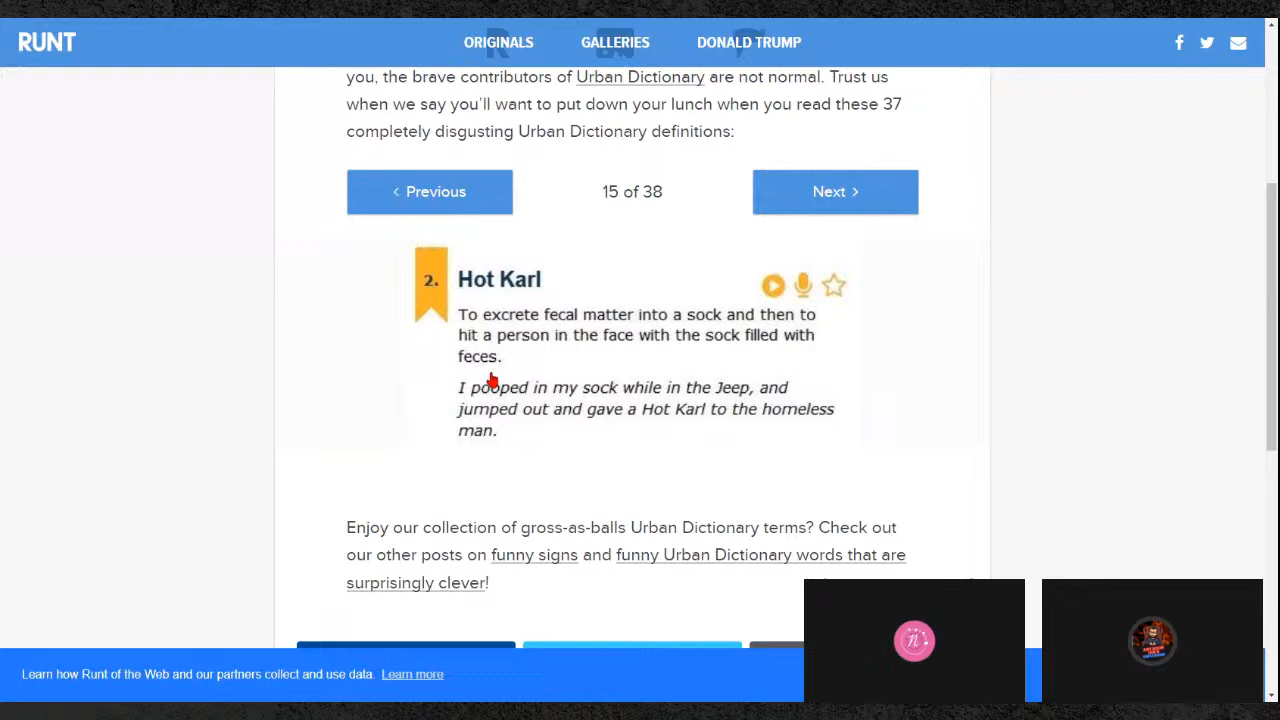 RUNT
ORIGINALS
GALLERIES
DONALD TRUMP
you, the brave contributors of Urban Dictionary are not normal. Trust us
when we say you'll want to put down your lunch when you read these 37
completely disgusting Urban Dictionary definitions:
Previous
15 of 38
Next
2.
Hot Karl
To excrete fecal matter into a sock and then to
hit a person in the face with the sock filled with
feces.
I pooped in my sock while in the Jeep, and
jumped out and gave a Hot Karl to the homeless
man.
Enjoy our collection of gross-as-balls Urban Dictionary terms? Check out
our other posts on funny signs and funny Urban Dictionary words that are
surprisingly clever!
Learn how Runt of the Web and our partners collect and use data. Learn more